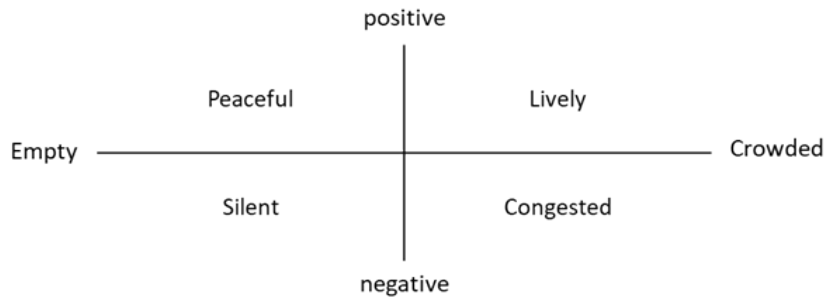 positive
Peaceful
Lively
Empty
Crowded
Silent
Congested
negative